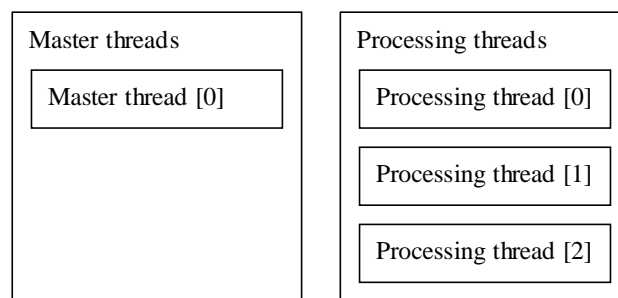 Master threads
Master thread [0]
Processing threads
Processing thread [0]
Processing thread [1]
Processing thread [2]